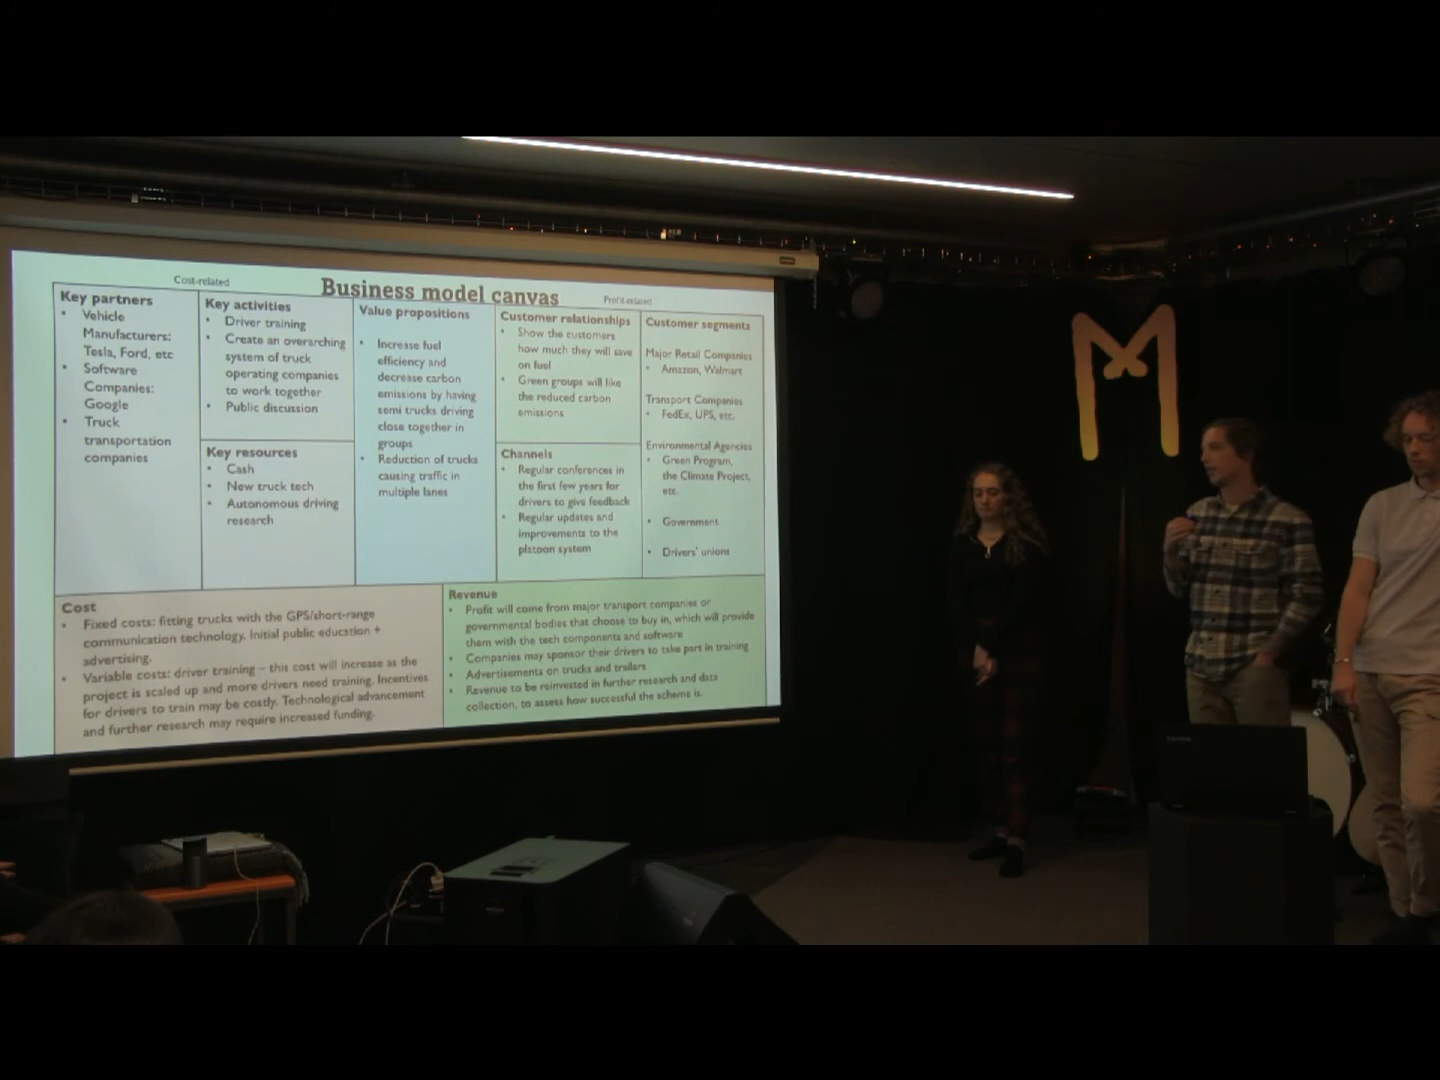 Cost-related
Business model canvas
Profit-related
Key partners
• Vehicle
Manufacturers:
Tesla, Ford, etc
• Software
Companies:
Google
• Truck
transportation
companies
Key activities
• Driver training
• Create an overarching
system of truck
operating companies
to work together
• Public discussion
Key resources
• Cash
• New truck tech
• Autonomous driving
research
Value propositions
• Increase fuel
efficiency and
decrease carbon
emissions by having
semi trucks driving
close together in
groups
• Reduction of trucks
causing traffic in
multiple lanes
Customer relationships
• Show the customers
how much they will save
on fuel
• Green groups will like
the reduced carbon
emissions
Channels
• Regular conferences in
the first few years for
drivers to give feedback
• Regular updates and
improvements to the
platoon system
Customer segments
Major Retail Companies
• Amazon, Walmart
Transport Companies
• FedEx, UPS, etc.
Environmental Agencies
• Green Program,
the Climate Project,
etc.
• Government
• Drivers' unions
Cost
• Fixed costs: fitting trucks with the GPS/short-range
communication technology. Initial public education +
advertising.
• Variable costs: driver training – this cost will increase as the
project is scaled up and more drivers need training. Incentives
for drivers to train may be costly. Technological advancement
and further research may require increased funding.
Revenue
• Profit will come from major transport companies or
governmental bodies that choose to buy in, which will provide
them with the tech components and software
• Companies may sponsor their drivers to take part in training
• Advertisements on trucks and trailers
• Revenue to be reinvested in further research and data
collection, to assess how successful the scheme is.
M
Lenovo